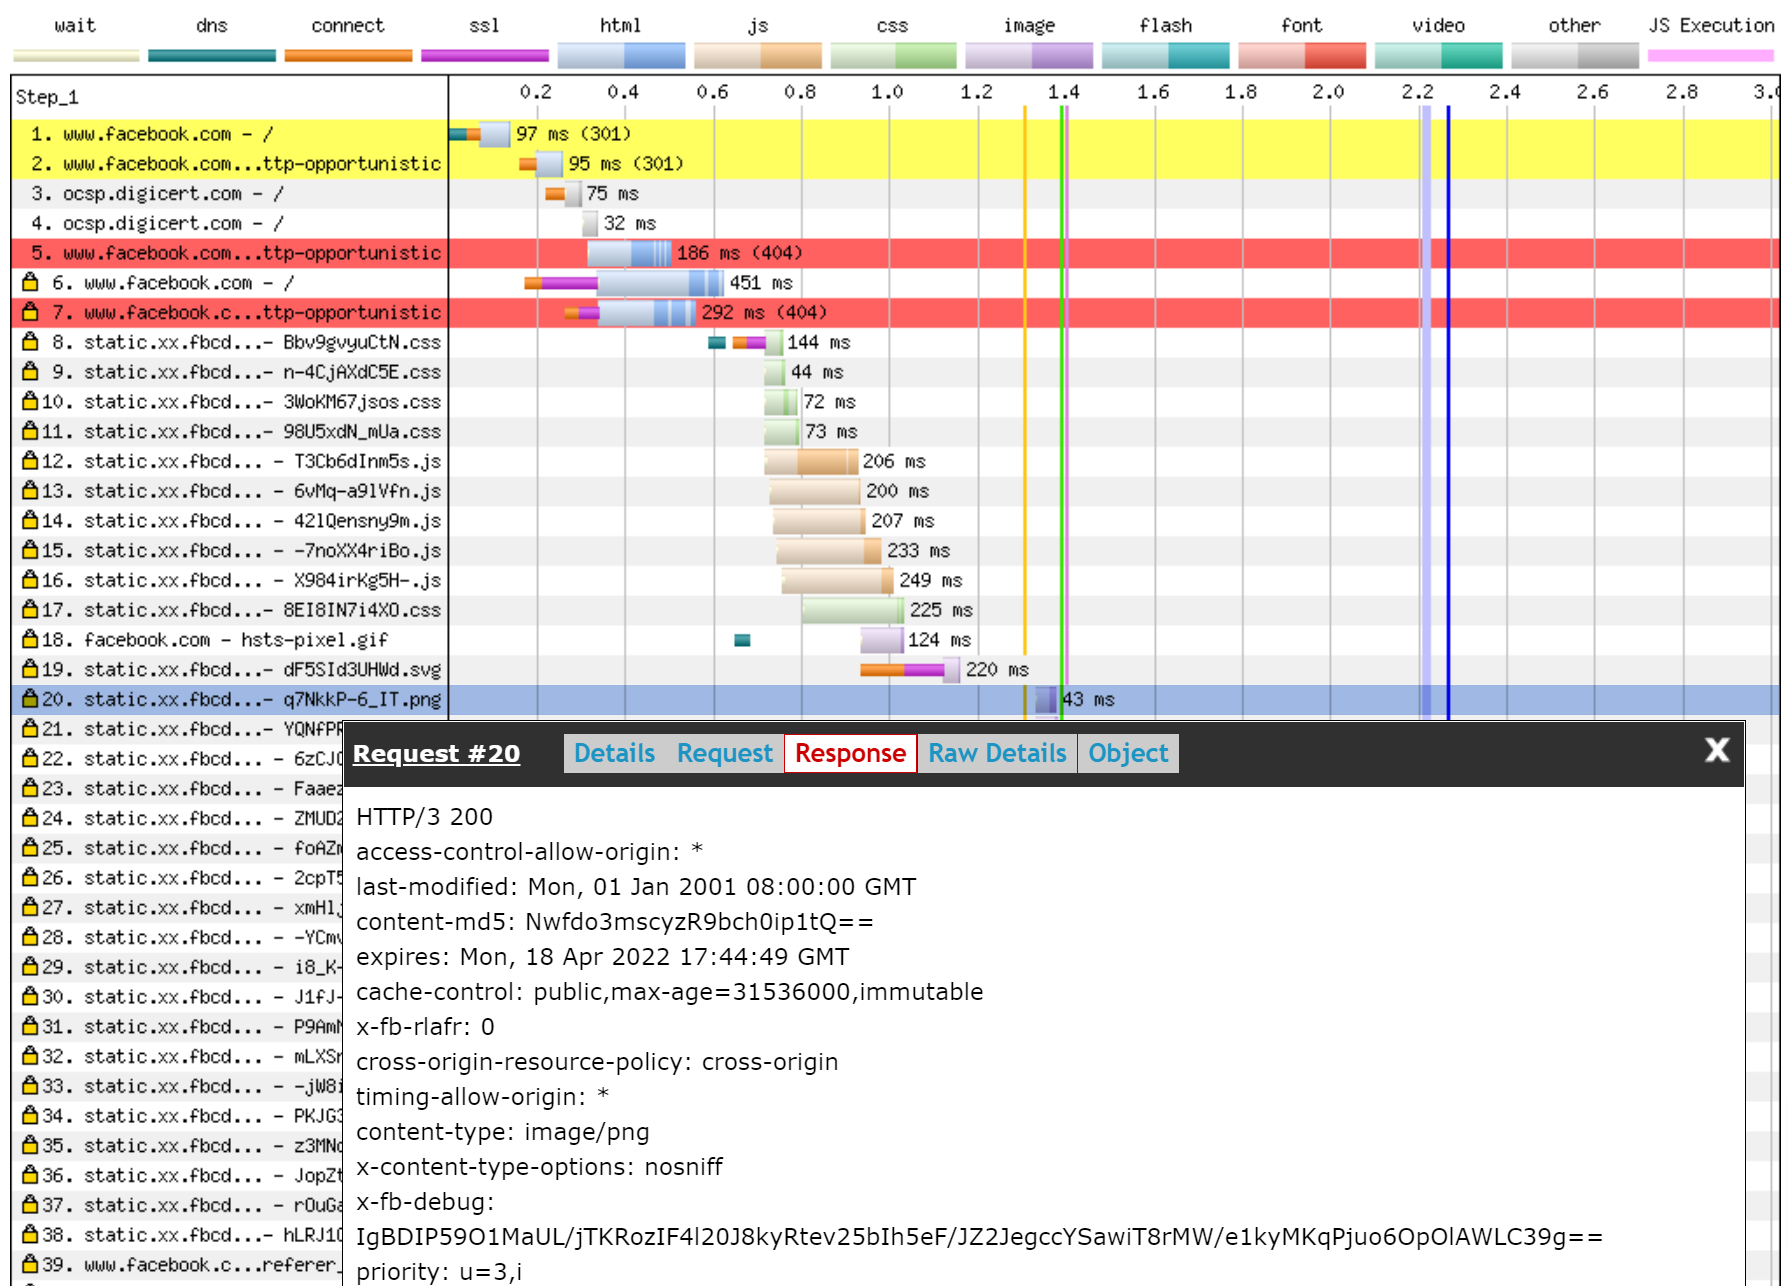 wait dns connect ssl html js css image flash font video other JS Execution
Step_1 0.2 0.4 0.6 0.8 1.0 1.2 1.4 1.6 1.8 2.0 2.2 2.4 2.6 2.8 3.0
1. www.facebook.com - / 97 ms (301)
2. www.facebook.com...ttp-opportunistic 95 ms (301)
3. ocsp.digicert.com - / 75 ms
4. ocsp.digicert.com - / 32 ms
5. www.facebook.com...ttp-opportunistic 186 ms (404)
6. www.facebook.com - / 451 ms
7. www.facebook.c...ttp-opportunistic 292 ms (404)
8. static.xx.fbcd...- Bbv9gvyuCtN.css 144 ms
9. static.xx.fbcd...- n-4CjAXdC5E.css 44 ms
10. static.xx.fbcd...- 3WoKM67jsos.css 72 ms
11. static.xx.fbcd...- 98U5xdN_mUa.css 73 ms
12. static.xx.fbcd... - T3Cb6dInm5s.js 206 ms
13. static.xx.fbcd... - 6vMq-a9lVfn.js 200 ms
14. static.xx.fbcd... - 42lQensny9m.js 207 ms
15. static.xx.fbcd... - -7noXX4riBo.js 233 ms
16. static.xx.fbcd... - X984irKg5H-.js 249 ms
17. static.xx.fbcd...- 8EI8IN7i4XO.css 225 ms
18. facebook.com - hsts-pixel.gif 124 ms
19. static.xx.fbcd...- dF5SId3UHWd.svg 220 ms
20. static.xx.fbcd...- q7NkkP-6_IT.png 43 ms
21. static.xx.fbcd...- YQNfPR
22. static.xx.fbcd... - 6zCJ
23. static.xx.fbcd... - Faaez
24. static.xx.fbcd... - ZMUD2
25. static.xx.fbcd... - foAZm
26. static.xx.fbcd... - 2cpT5
27. static.xx.fbcd... - xmHlj
28. static.xx.fbcd... - -YCmv
29. static.xx.fbcd... - i8_K-
30. static.xx.fbcd... - J1fJ-
31. static.xx.fbcd... - P9Am
32. static.xx.fbcd... - mLXSr
33. static.xx.fbcd... - -jW8i
34. static.xx.fbcd... - PKJG3
35. static.xx.fbcd... - z3MN
36. static.xx.fbcd... - JopZt
37. static.xx.fbcd... - rOuGa
38. static.xx.fbcd...- hLRJ1
39. www.facebook.c...referer_
Request #20 Details Request Response Raw Details Object X
HTTP/3 200
access-control-allow-origin: *
last-modified: Mon, 01 Jan 2001 08:00:00 GMT
content-md5: Nwfdo3mscyzR9bch0ip1tQ==
expires: Mon, 18 Apr 2022 17:44:49 GMT
cache-control: public,max-age=31536000,immutable
x-fb-rlafr: 0
cross-origin-resource-policy: cross-origin
timing-allow-origin: *
content-type: image/png
x-content-type-options: nosniff
x-fb-debug:
IgBDIP59O1MaUL/jTKRozIF4l20J8kyRtev25bIh5eF/JZ2JegccYSawiT8rMW/e1kyMKqPjuo6OpOlAWLC39g==
priority: u=3,i